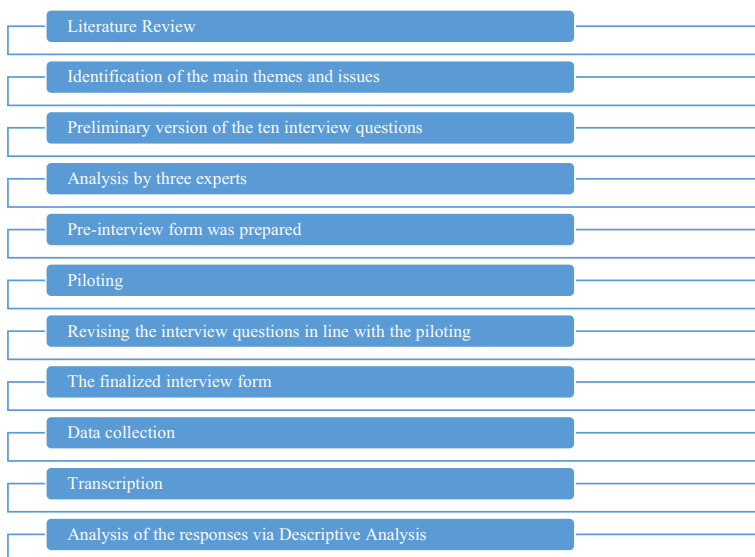 Literature Review
Identification of the main themes and issues
Preliminary version of the ten interview questions
Analysis by three experts
Pre-interview form was prepared
Piloting
Revising the interview questions in line with the piloting
The finalized interview form
Data collection
Transcription
Analysis of the responses via Descriptive Analysis